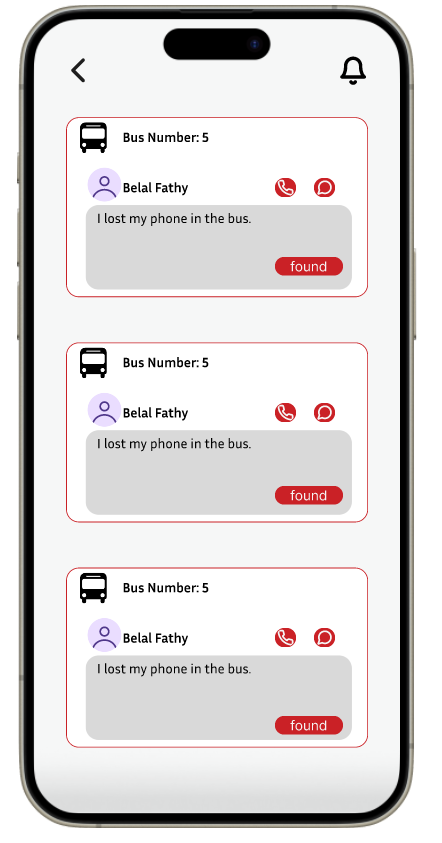 Bus Number: 5
Belal Fathy
I lost my phone in the bus.
found
Bus Number: 5
Belal Fathy
I lost my phone in the bus.
found
Bus Number: 5
Belal Fathy
I lost my phone in the bus.
found